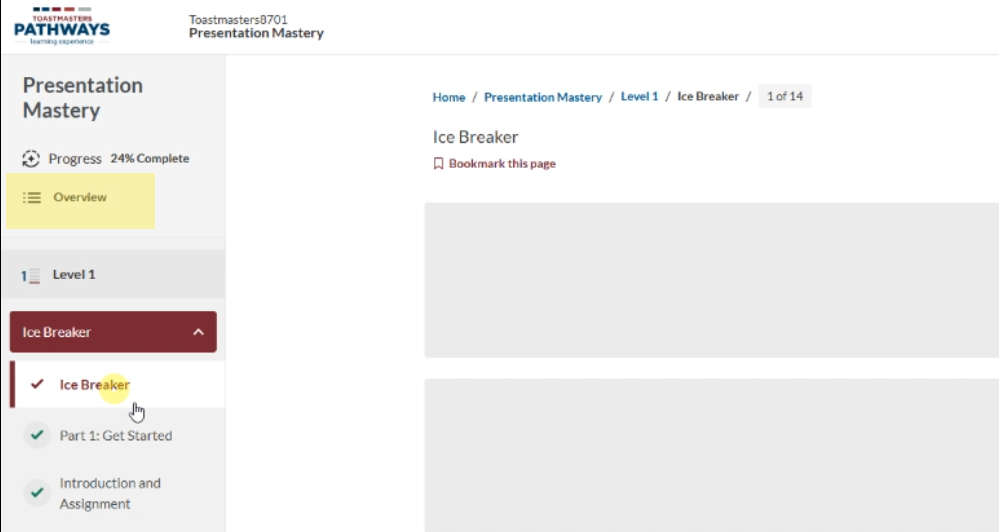 TOASTMASTERS
PATHWAYS
learning experience
Toastmasters8701
Presentation Mastery
Presentation
Mastery
Progress 24% Complete
Overview
1 Level 1
Ice Breaker
Ice Breaker
Part 1: Get Started
Introduction and
Assignment
Home / Presentation Mastery / Level 1 / Ice Breaker / 1 of 14
Ice Breaker
Bookmark this page